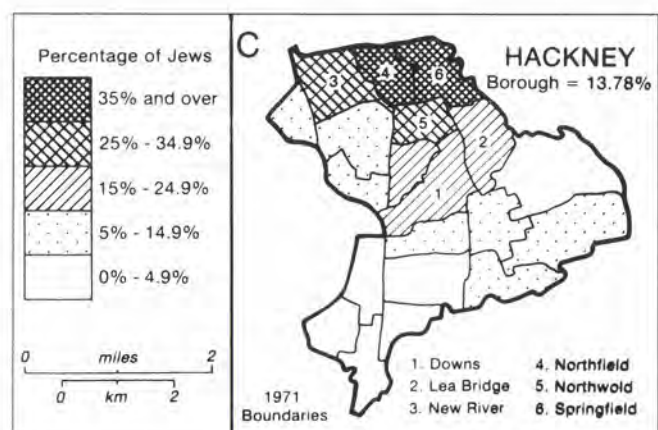 Percentage of Jews
35% and over
25% - 34.9%
15% - 24.9%
5% - 14.9%
0% - 4.9%
0 miles 2
0 km 2
C
HACKNEY
Borough = 13.78%
3
4
6
5
2
1
1971
Boundaries
1. Downs
2. Lea Bridge
3. New River
4. Northfield
5. Northwold
6. Springfield